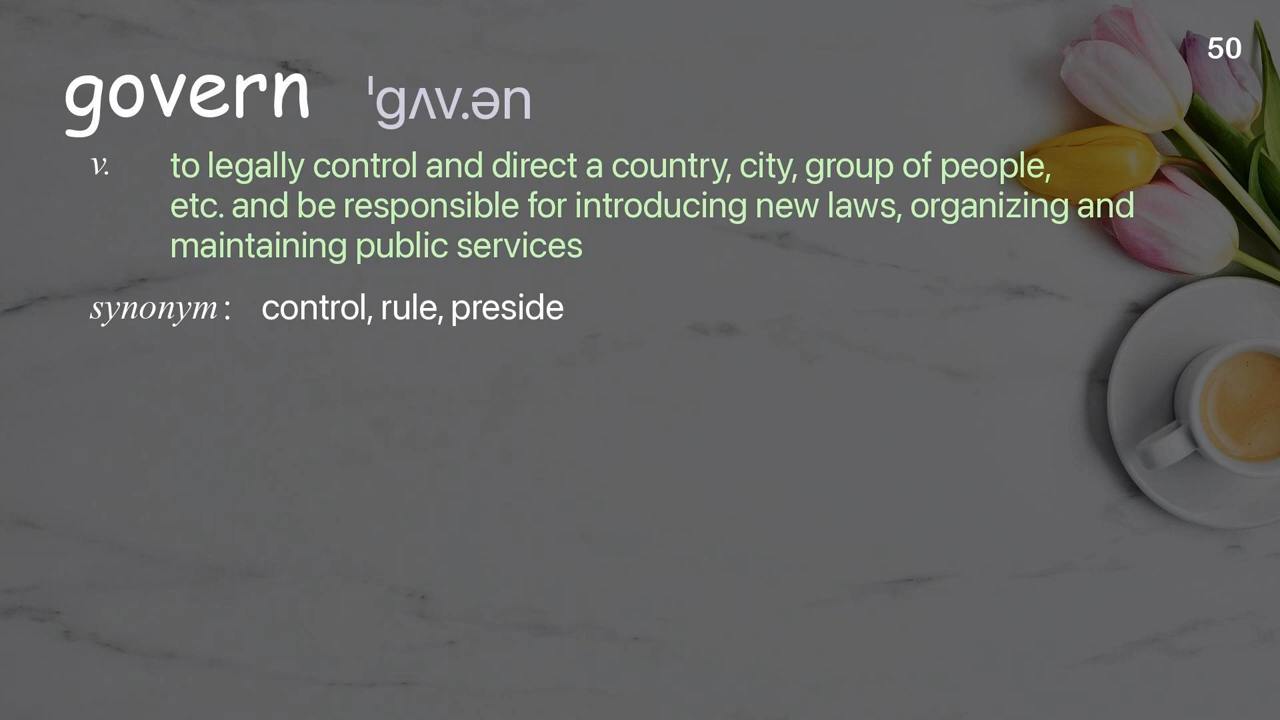 50
govern ˈgʌv.ən
v. to legally control and direct a country, city, group of people,
etc. and be responsible for introducing new laws, organizing and
maintaining public services
synonym: control, rule, preside